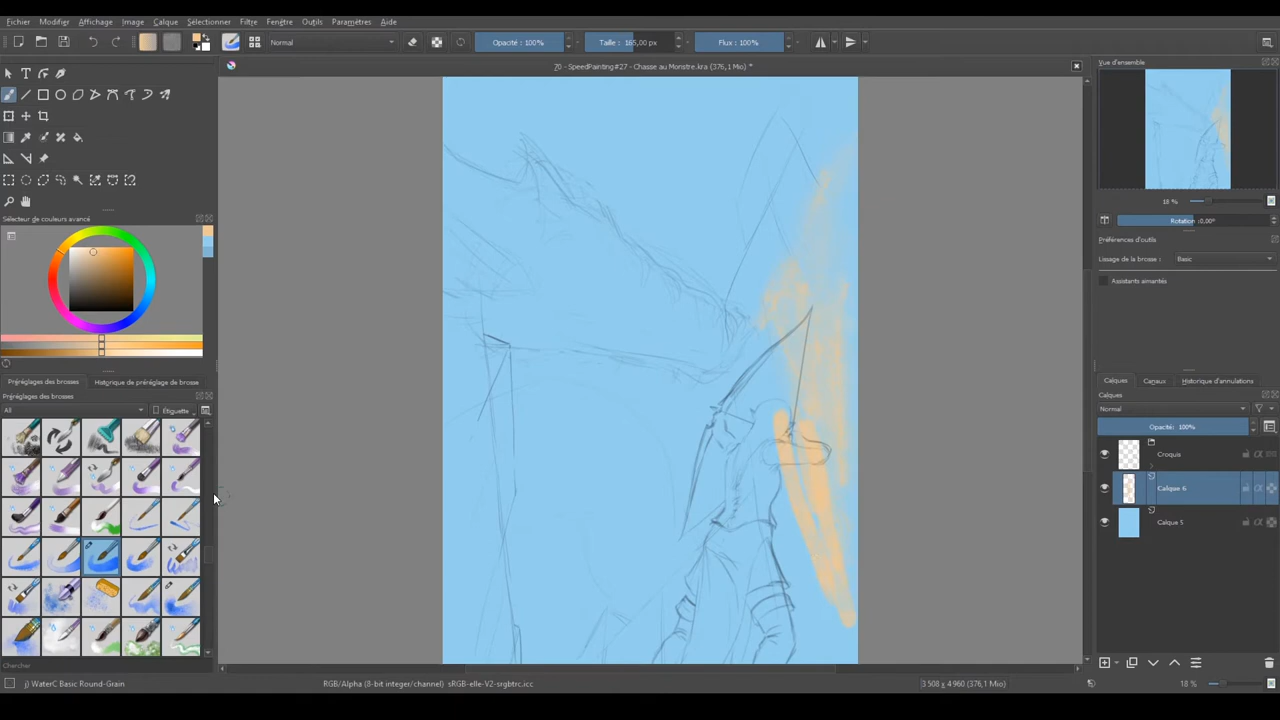 Fichier Modifier Affichage Image Calque Sélectionner Filtre Fenêtre Outils Paramètres Aide
Normal Opacité : 100% Taille : 165,00 px Flux : 100%
70 - SpeedPainting#27 - Chasse au Monstre.kra (376,1 Mio) *
Vue d'ensemble
18 %
Rotation : 0,00°
Sélecteur de couleurs avancé
Préférences d'outils
Lissage de la brosse : Basic
Assistants aimantés
Préréglages des brosses Historique de préréglage de brosse
Préréglages des brosses
All Étiquette
Calques Canaux Historique d'annulations
Calques
Normal
Opacité: 100%
Croquis
Calque 6
Calque 5
Chercher
j) WaterC Basic Round-Grain RGB/Alpha (8-bit integer/channel) sRGB-elle-V2-srgbtrc.icc 3 508 x 4 960 (376,1 Mio) 18 %